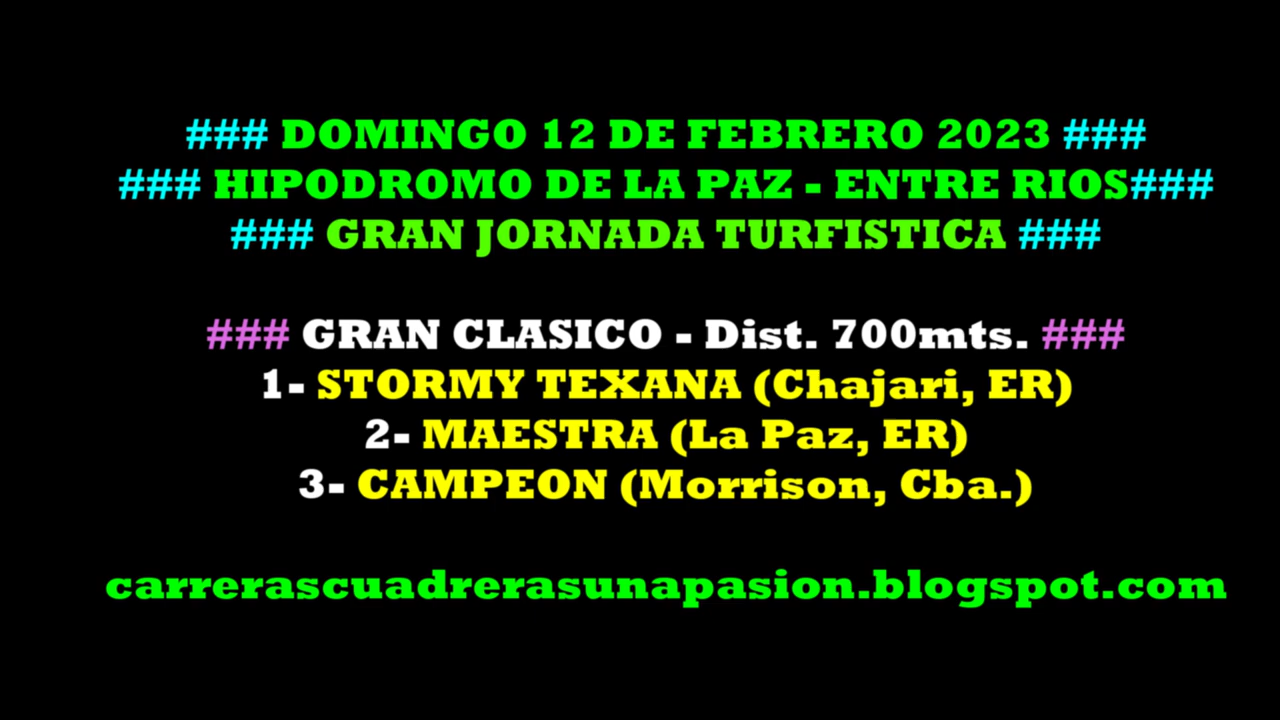 ### DOMINGO 12 DE FEBRERO 2023 ###
### HIPODROMO DE LA PAZ - ENTRE RIOS###
### GRAN JORNADA TURFISTICA ###
### GRAN CLASICO - Dist. 700mts. ###
1- STORMY TEXANA (Chajari, ER)
2- MAESTRA (La Paz, ER)
3- CAMPEON (Morrison, Cba.)
carrerascuadrerasunapasion.blogspot.com